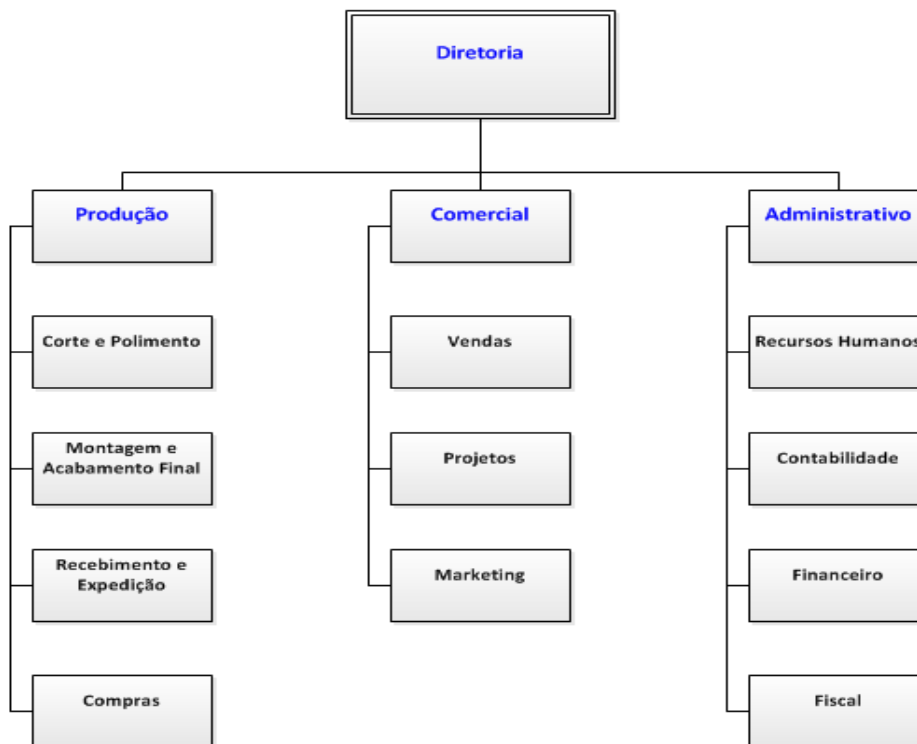 Diretoria
Produção
Comercial
Administrativo
Corte e Polimento
Vendas
Recursos Humanos
Montagem e
Acabamento Final
Projetos
Contabilidade
Recebimento e
Expedição
Marketing
Financeiro
Compras
Fiscal